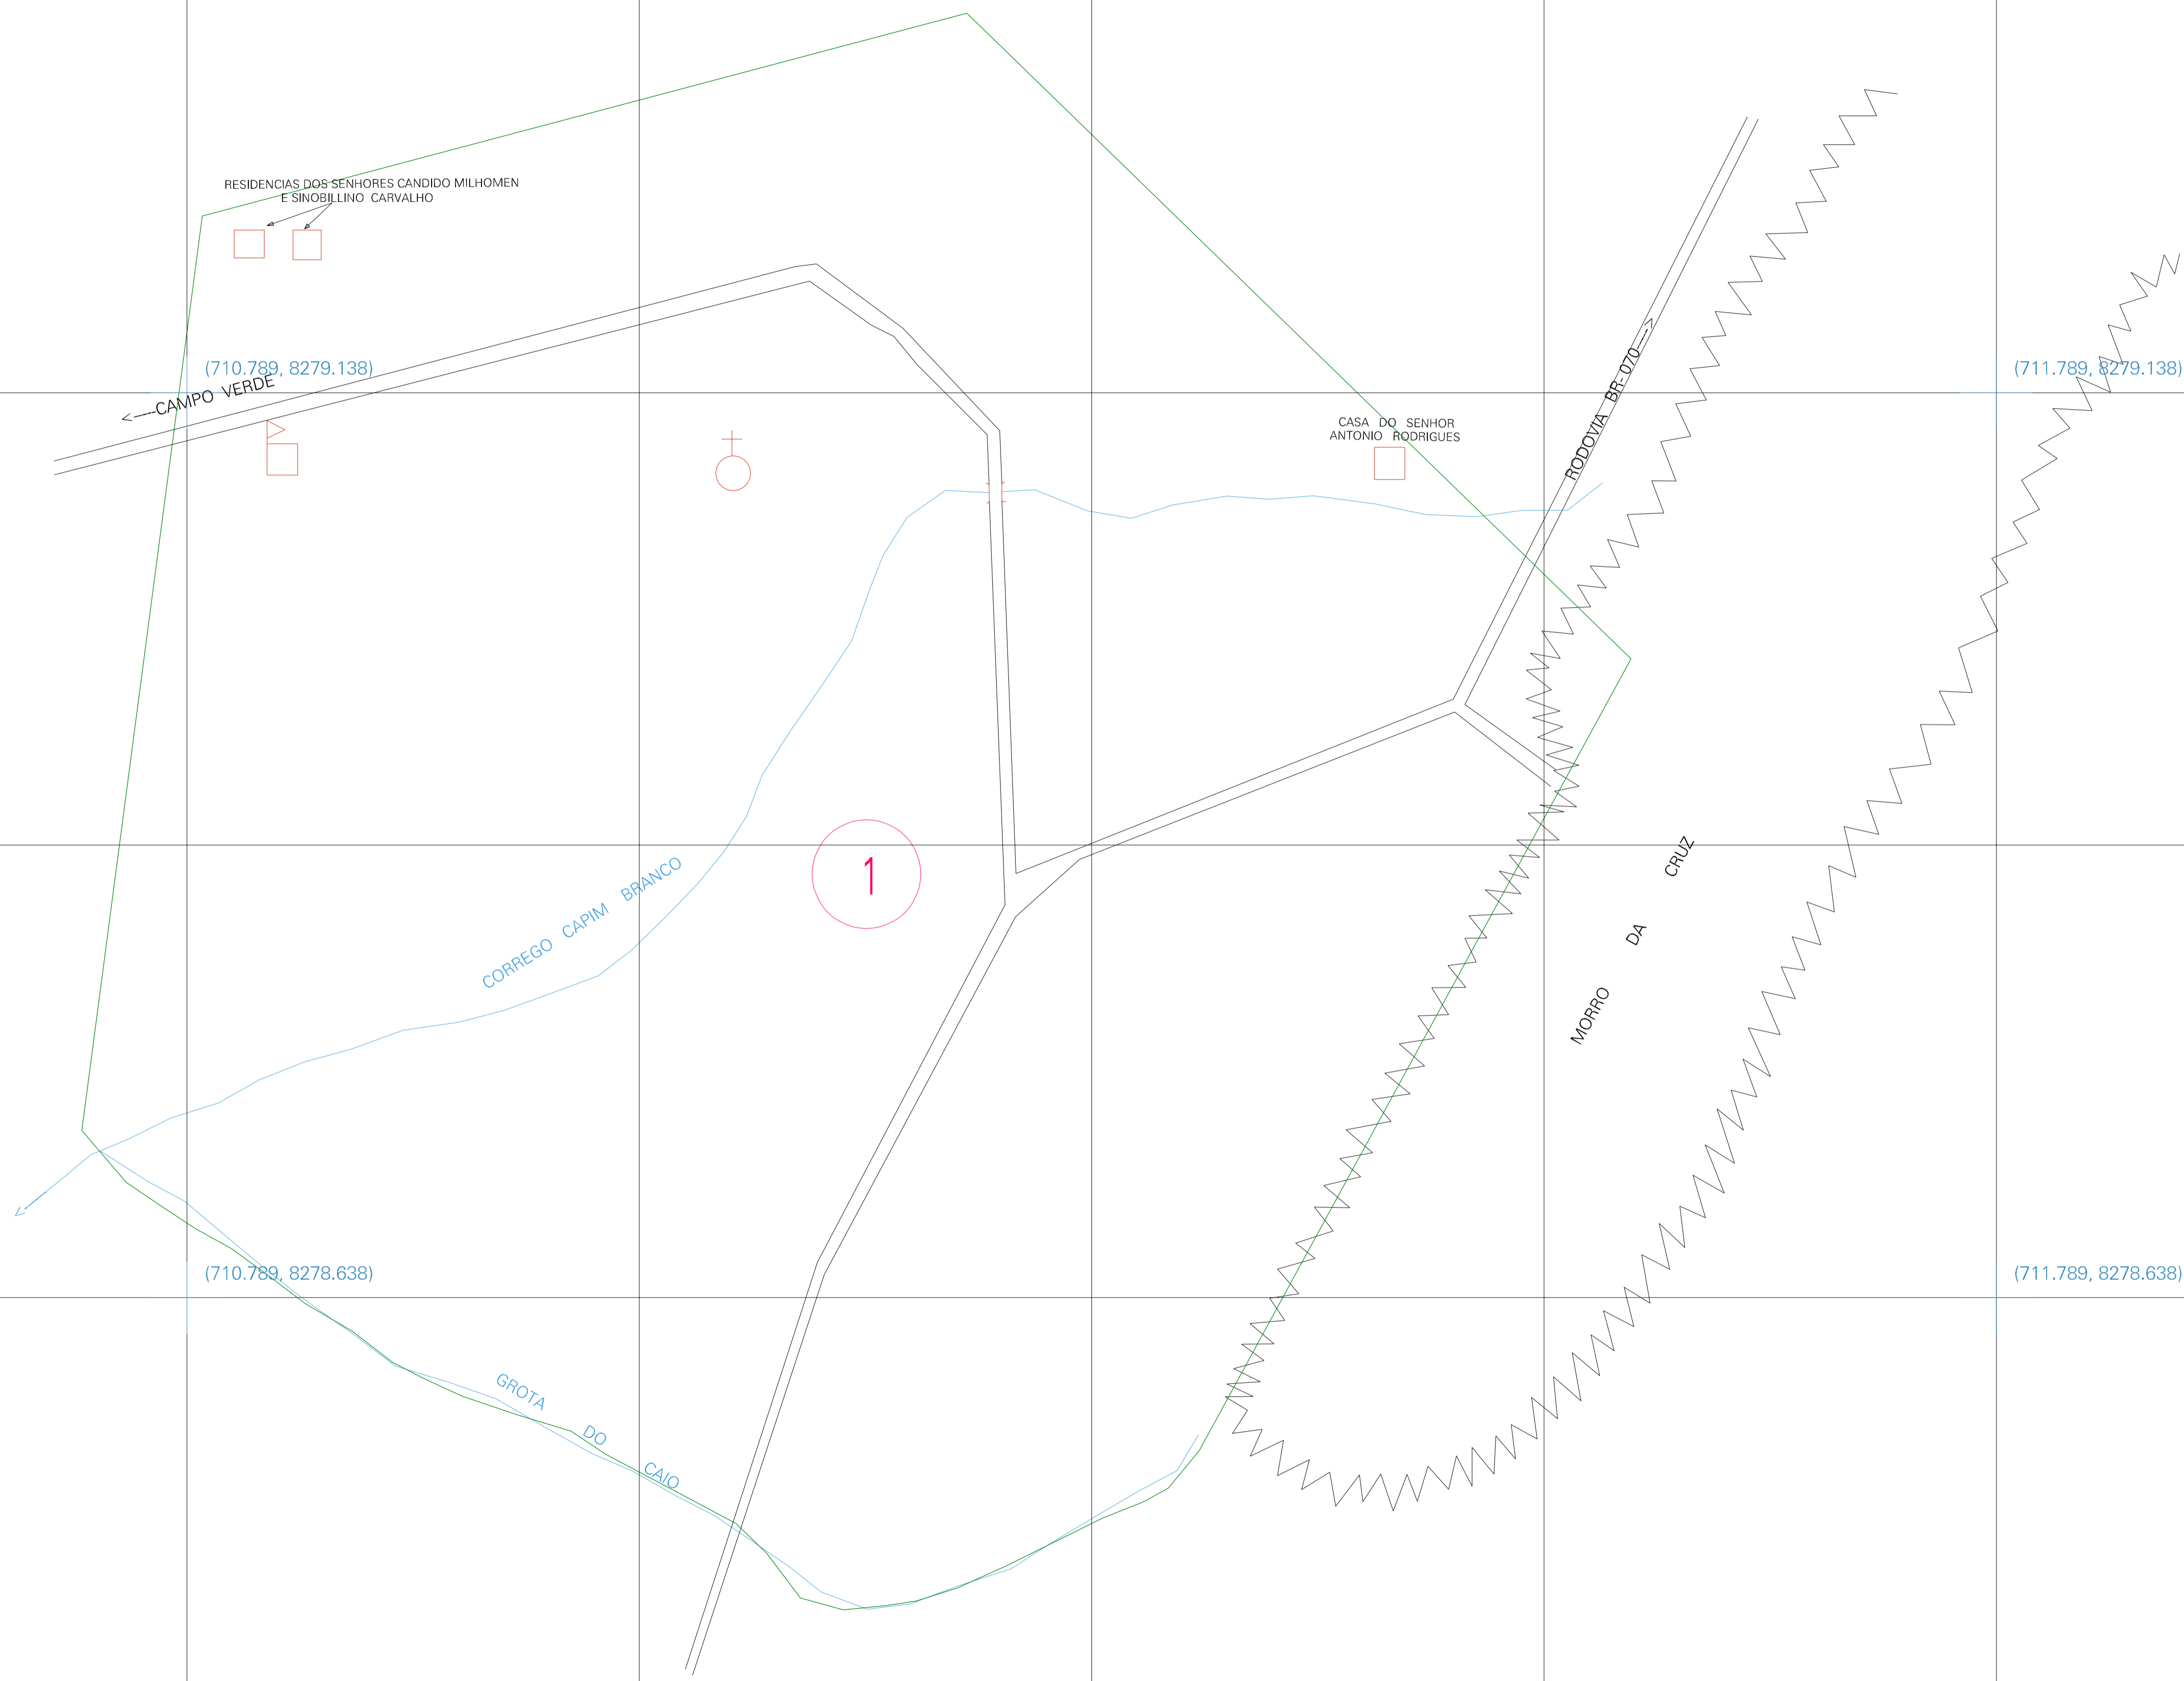 RESIDENCIAS DOS SENHORES CANDIDO MILHOMEN
E SINOBILLINO CARVALHO
(710.789, 8279.138)
(711.789, 8279.138)
<-----CAMPO VERDE
RODOVIA BR-070---->
CASA DO SENHOR
ANTONIO RODRIGUES
CORREGO CAPIM BRANCO
1
MORRO DA CRUZ
(710.789, 8278.638)
(711.789, 8278.638)
GROTA DO CAIO